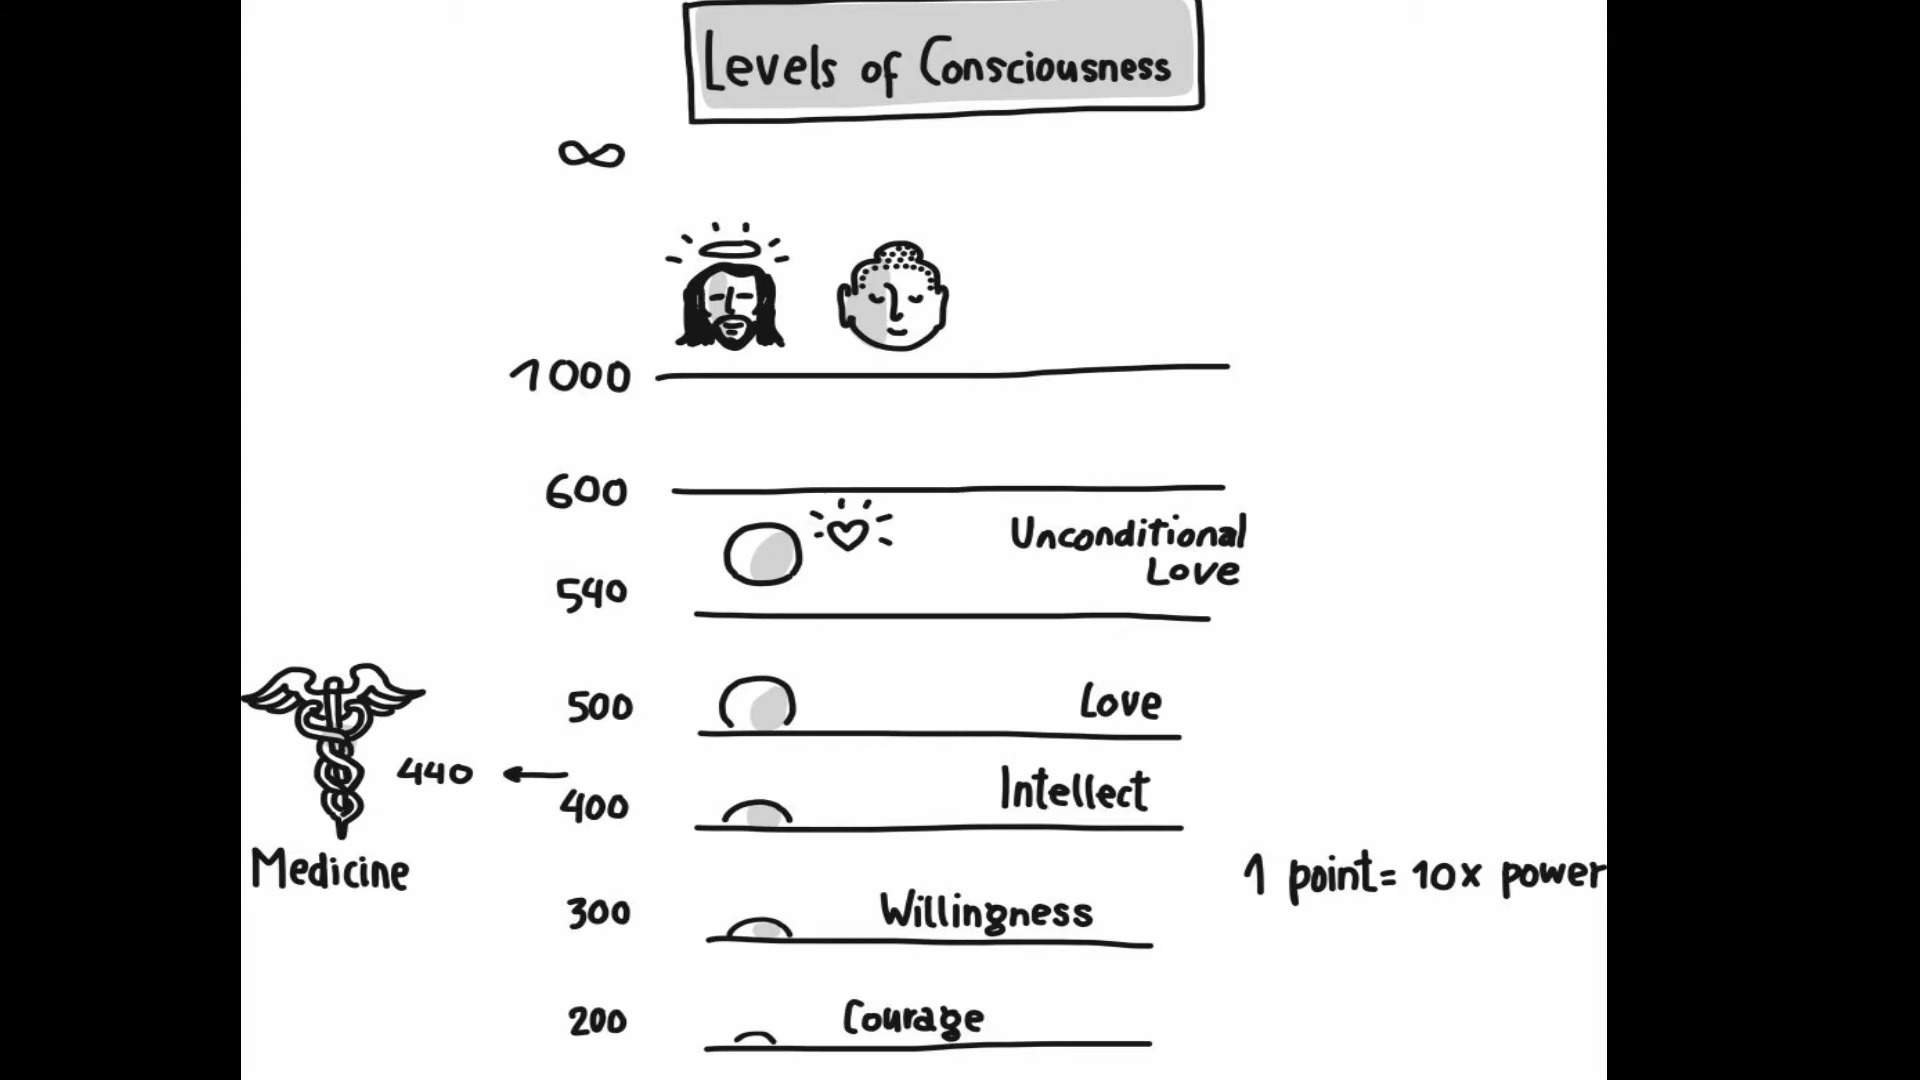 Levels of Consciousness
∞
1000
600
Unconditional
Love
540
500
Love
440
400
Intellect
Medicine
1 point= 10x power
300
Willingness
200
Courage